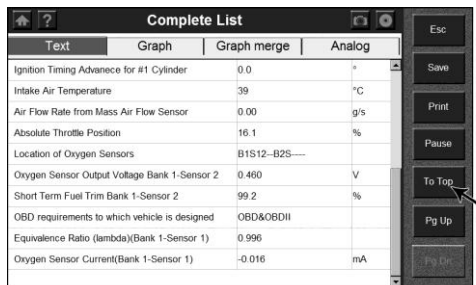 Complete List
Esc
Text Graph Graph merge Analog
Ignition Timing Advanece for #1 Cylinder 0.0 °
Save
Intake Air Temperature 39 °C
Air Flow Rate from Mass Air Flow Sensor 0.00 g/s
Print
Absolute Throttle Position 16.1 %
Pause
Location of Oxygen Sensors B1S12--B2S----
Oxygen Sensor Output Voltage Bank 1-Sensor 2 0.460 V
To Top
Short Term Fuel Trim Bank 1-Sensor 2 99.2 %
OBD requirements to which vehicle is designed OBD&OBDII
Pg Up
Equivalence Ratio (lambda)(Bank 1-Sensor 1) 0.996
Oxygen Sensor Current(Bank 1-Sensor 1) -0.016 mA
Pg Dn